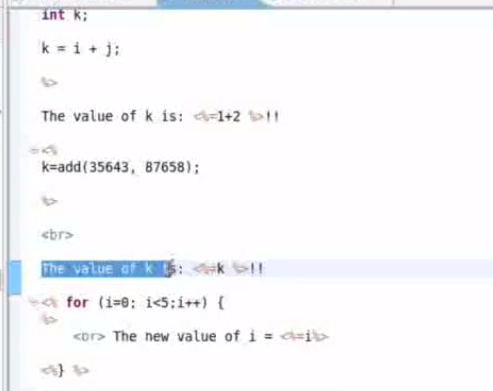 int k;
k = i + j;
%>
The value of k is: <%=1+2 %>!!
<%
k=add(35643, 87658);
%>
<br>
The value of k is: <%=k %>!!
<% for (i=0; i<5;i++) {
%>
<br> The new value of i = <%=i%>
<%} %>